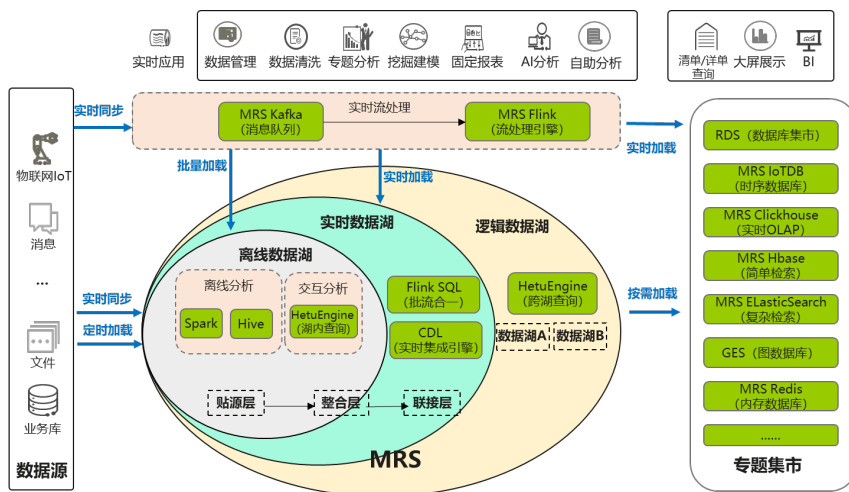 实时应用
数据管理
数据清洗
专题分析
挖掘建模
固定报表
AI分析
自助分析
清单/详单
查询
大屏展示
BI
实时同步
实时流处理
MRS Kafka
(消息队列)
MRS Flink
(流处理引擎)
实时加载
批量加载
实时加载
物联网IoT
消息
...
实时同步
定时加载
文件
业务库
数据源
逻辑数据湖
实时数据湖
离线数据湖
离线分析
Spark
Hive
交互分析
HetuEngine
(湖内查询)
Flink SQL
(批流合一)
CDL
(实时集成引擎)
HetuEngine
(跨湖查询)
数据湖A
数据湖B
贴源层
整合层
联接层
MRS
按需加载
RDS（数据库集市）
MRS IoTDB
(时序数据库)
MRS Clickhouse
(实时OLAP)
MRS Hbase
(简单检索)
MRS ELasticSearch
(复杂检索)
GES（图数据库）
MRS Redis
(内存数据库)
......
专题集市